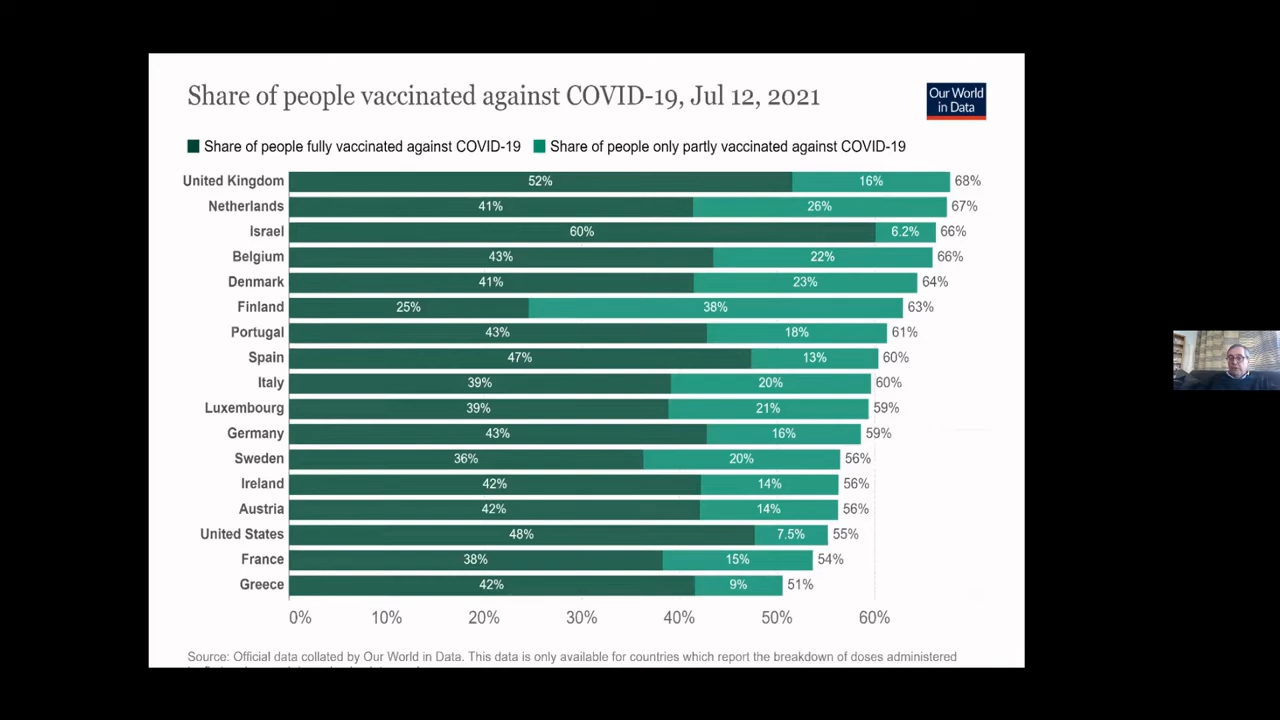 Share of people vaccinated against COVID-19, Jul 12, 2021
Our World
in Data
Share of people fully vaccinated against COVID-19 Share of people only partly vaccinated against COVID-19
United Kingdom 52% 16% 68%
Netherlands 41% 26% 67%
Israel 60% 6.2% 66%
Belgium 43% 22% 66%
Denmark 41% 23% 64%
Finland 25% 38% 63%
Portugal 43% 18% 61%
Spain 47% 13% 60%
Italy 39% 20% 60%
Luxembourg 39% 21% 59%
Germany 43% 16% 59%
Sweden 36% 20% 56%
Ireland 42% 14% 56%
Austria 42% 14% 56%
United States 48% 7.5% 55%
France 38% 15% 54%
Greece 42% 9% 51%
0% 10% 20% 30% 40% 50% 60%
Source: Official data collated by Our World in Data. This data is only available for countries which report the breakdown of doses administered